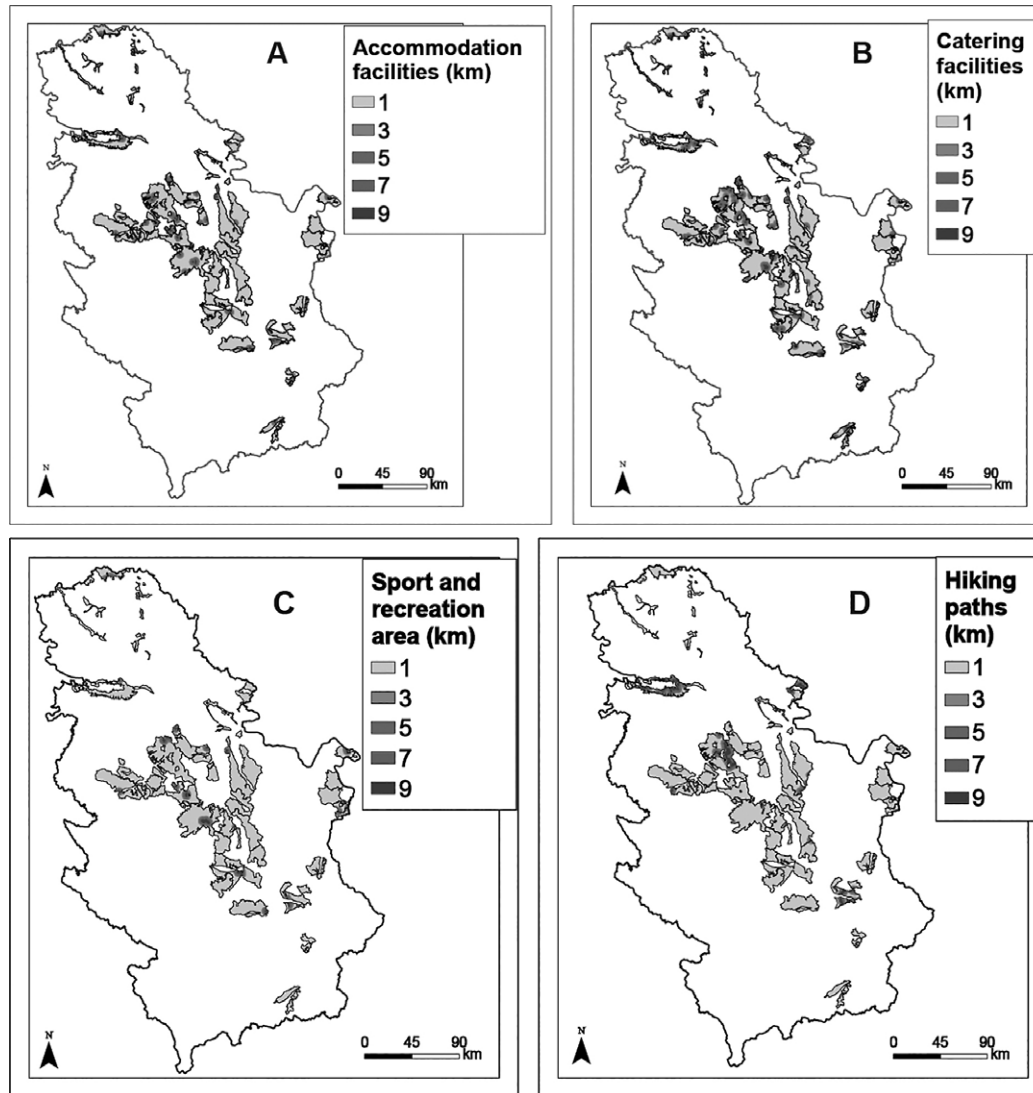 A
Accommodation
facilities (km)
1
3
5
7
9
N
0 45 90
km
B
Catering
facilities
(km)
1
3
5
7
9
N
0 45 90
km
C
Sport and
recreation
area (km)
1
3
5
7
9
N
0 45 90
km
D
Hiking
paths
(km)
1
3
5
7
9
N
0 45 90
km